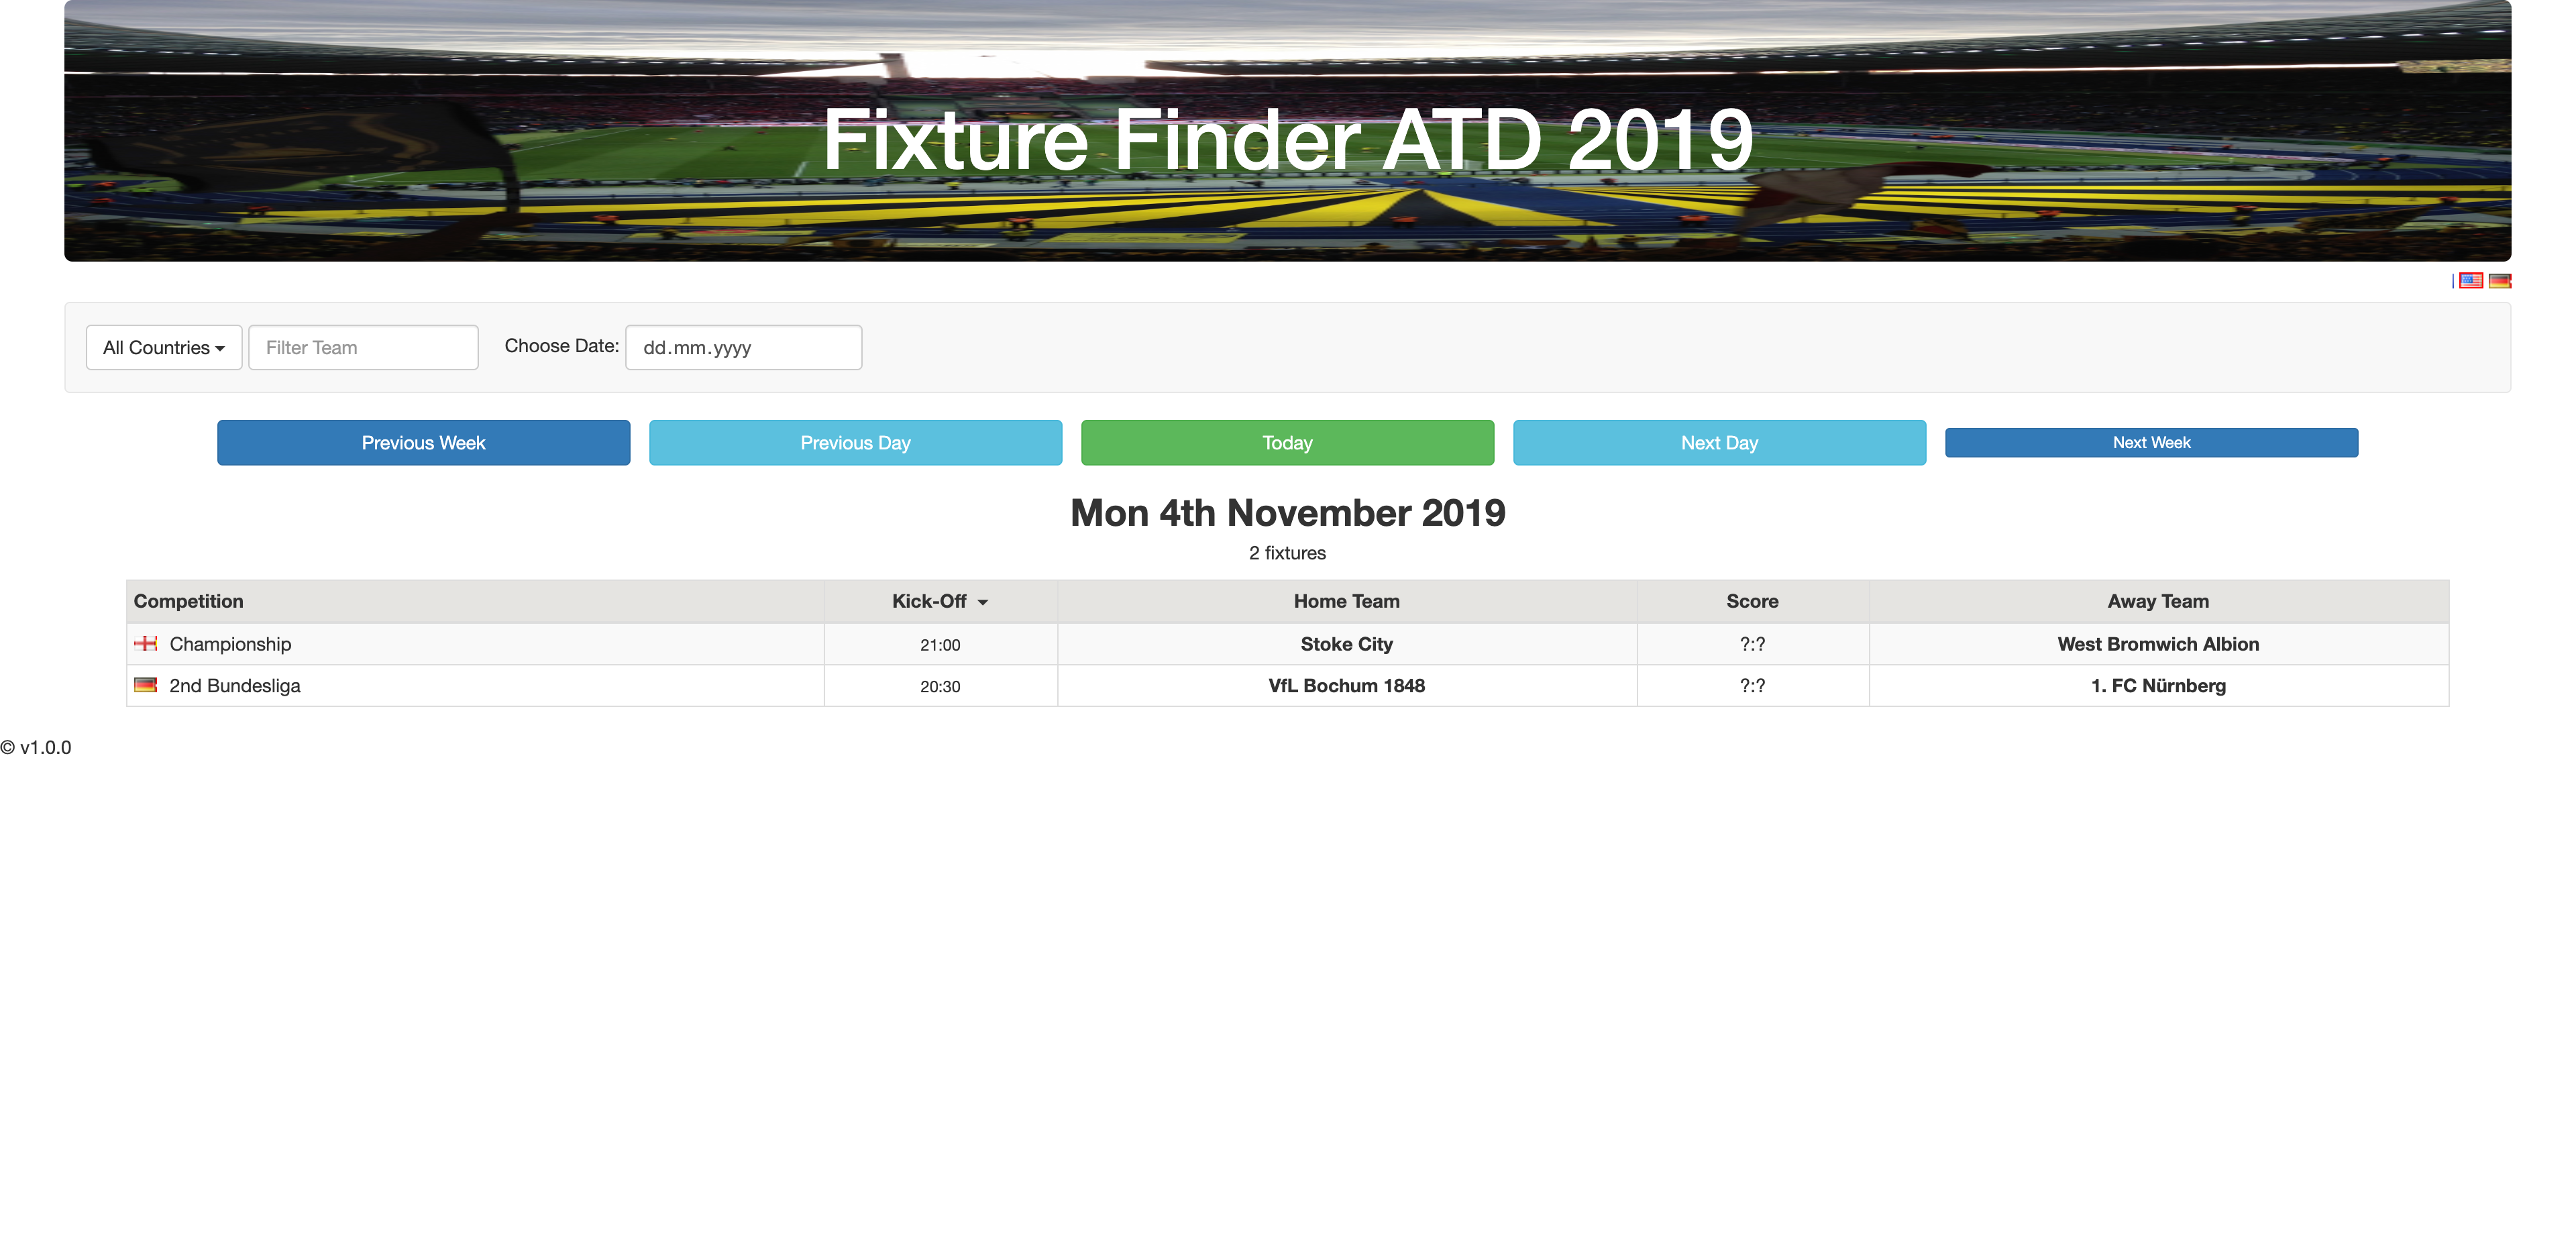 Fixture Finder ATD 2019
|
All Countries Filter Team Choose Date: dd.mm.yyyy
Previous Week Previous Day Today Next Day Next Week
Mon 4th November 2019
2 fixtures
Competition Kick-Off Home Team Score Away Team
Championship 21:00 Stoke City ?:? West Bromwich Albion
2nd Bundesliga 20:30 VfL Bochum 1848 ?:? 1. FC Nürnberg
© v1.0.0